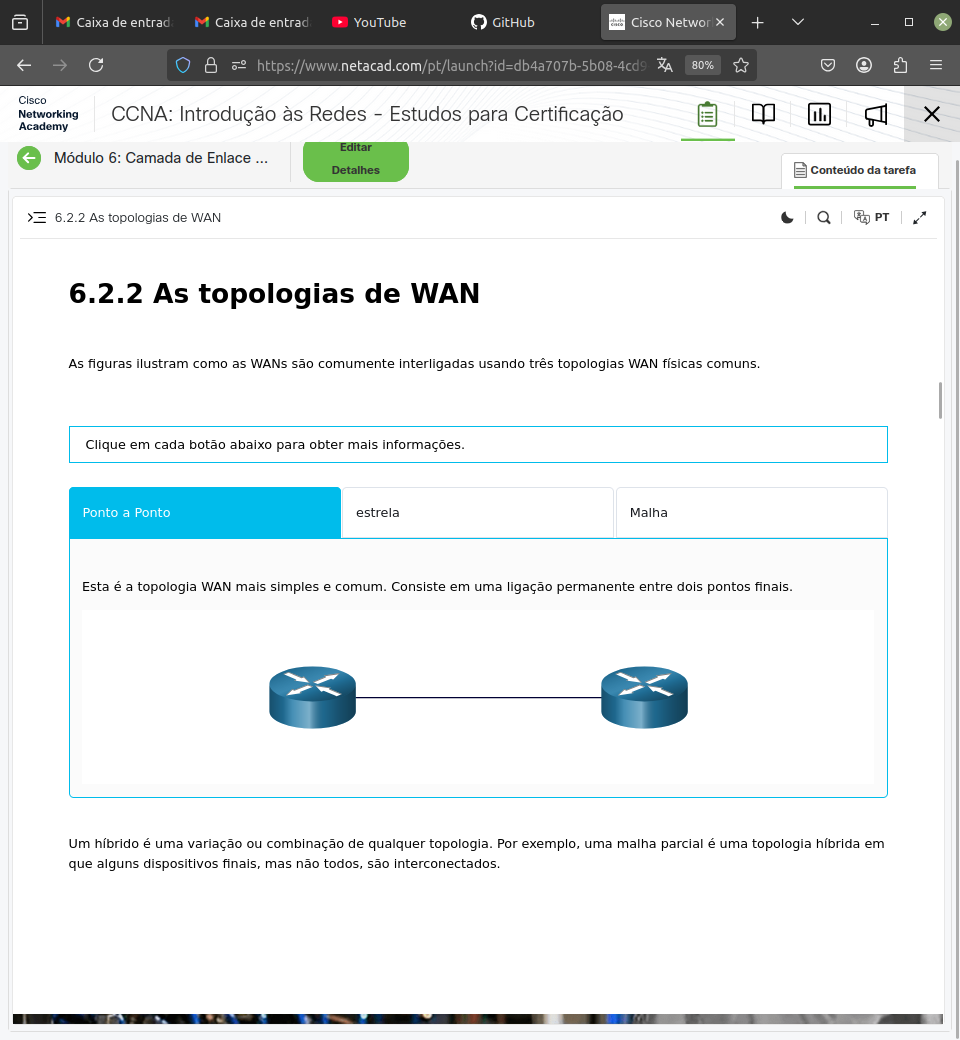 Caixa de entrad
Caixa de entrad
YouTube
GitHub
Cisco Networ
https://www.netacad.com/pt/launch?id=db4a707b-5b08-4cd9
80%
Cisco
Networking
Academy
CCNA: Introdução às Redes - Estudos para Certificação
Módulo 6: Camada de Enlace ...
Editar
Detalhes
Conteúdo da tarefa
6.2.2 As topologias de WAN
PT
6.2.2 As topologias de WAN
As figuras ilustram como as WANs são comumente interligadas usando três topologias WAN físicas comuns.
Clique em cada botão abaixo para obter mais informações.
Ponto a Ponto
estrela
Malha
Esta é a topologia WAN mais simples e comum. Consiste em uma ligação permanente entre dois pontos finais.
Um híbrido é uma variação ou combinação de qualquer topologia. Por exemplo, uma malha parcial é uma topologia híbrida em
que alguns dispositivos finais, mas não todos, são interconectados.